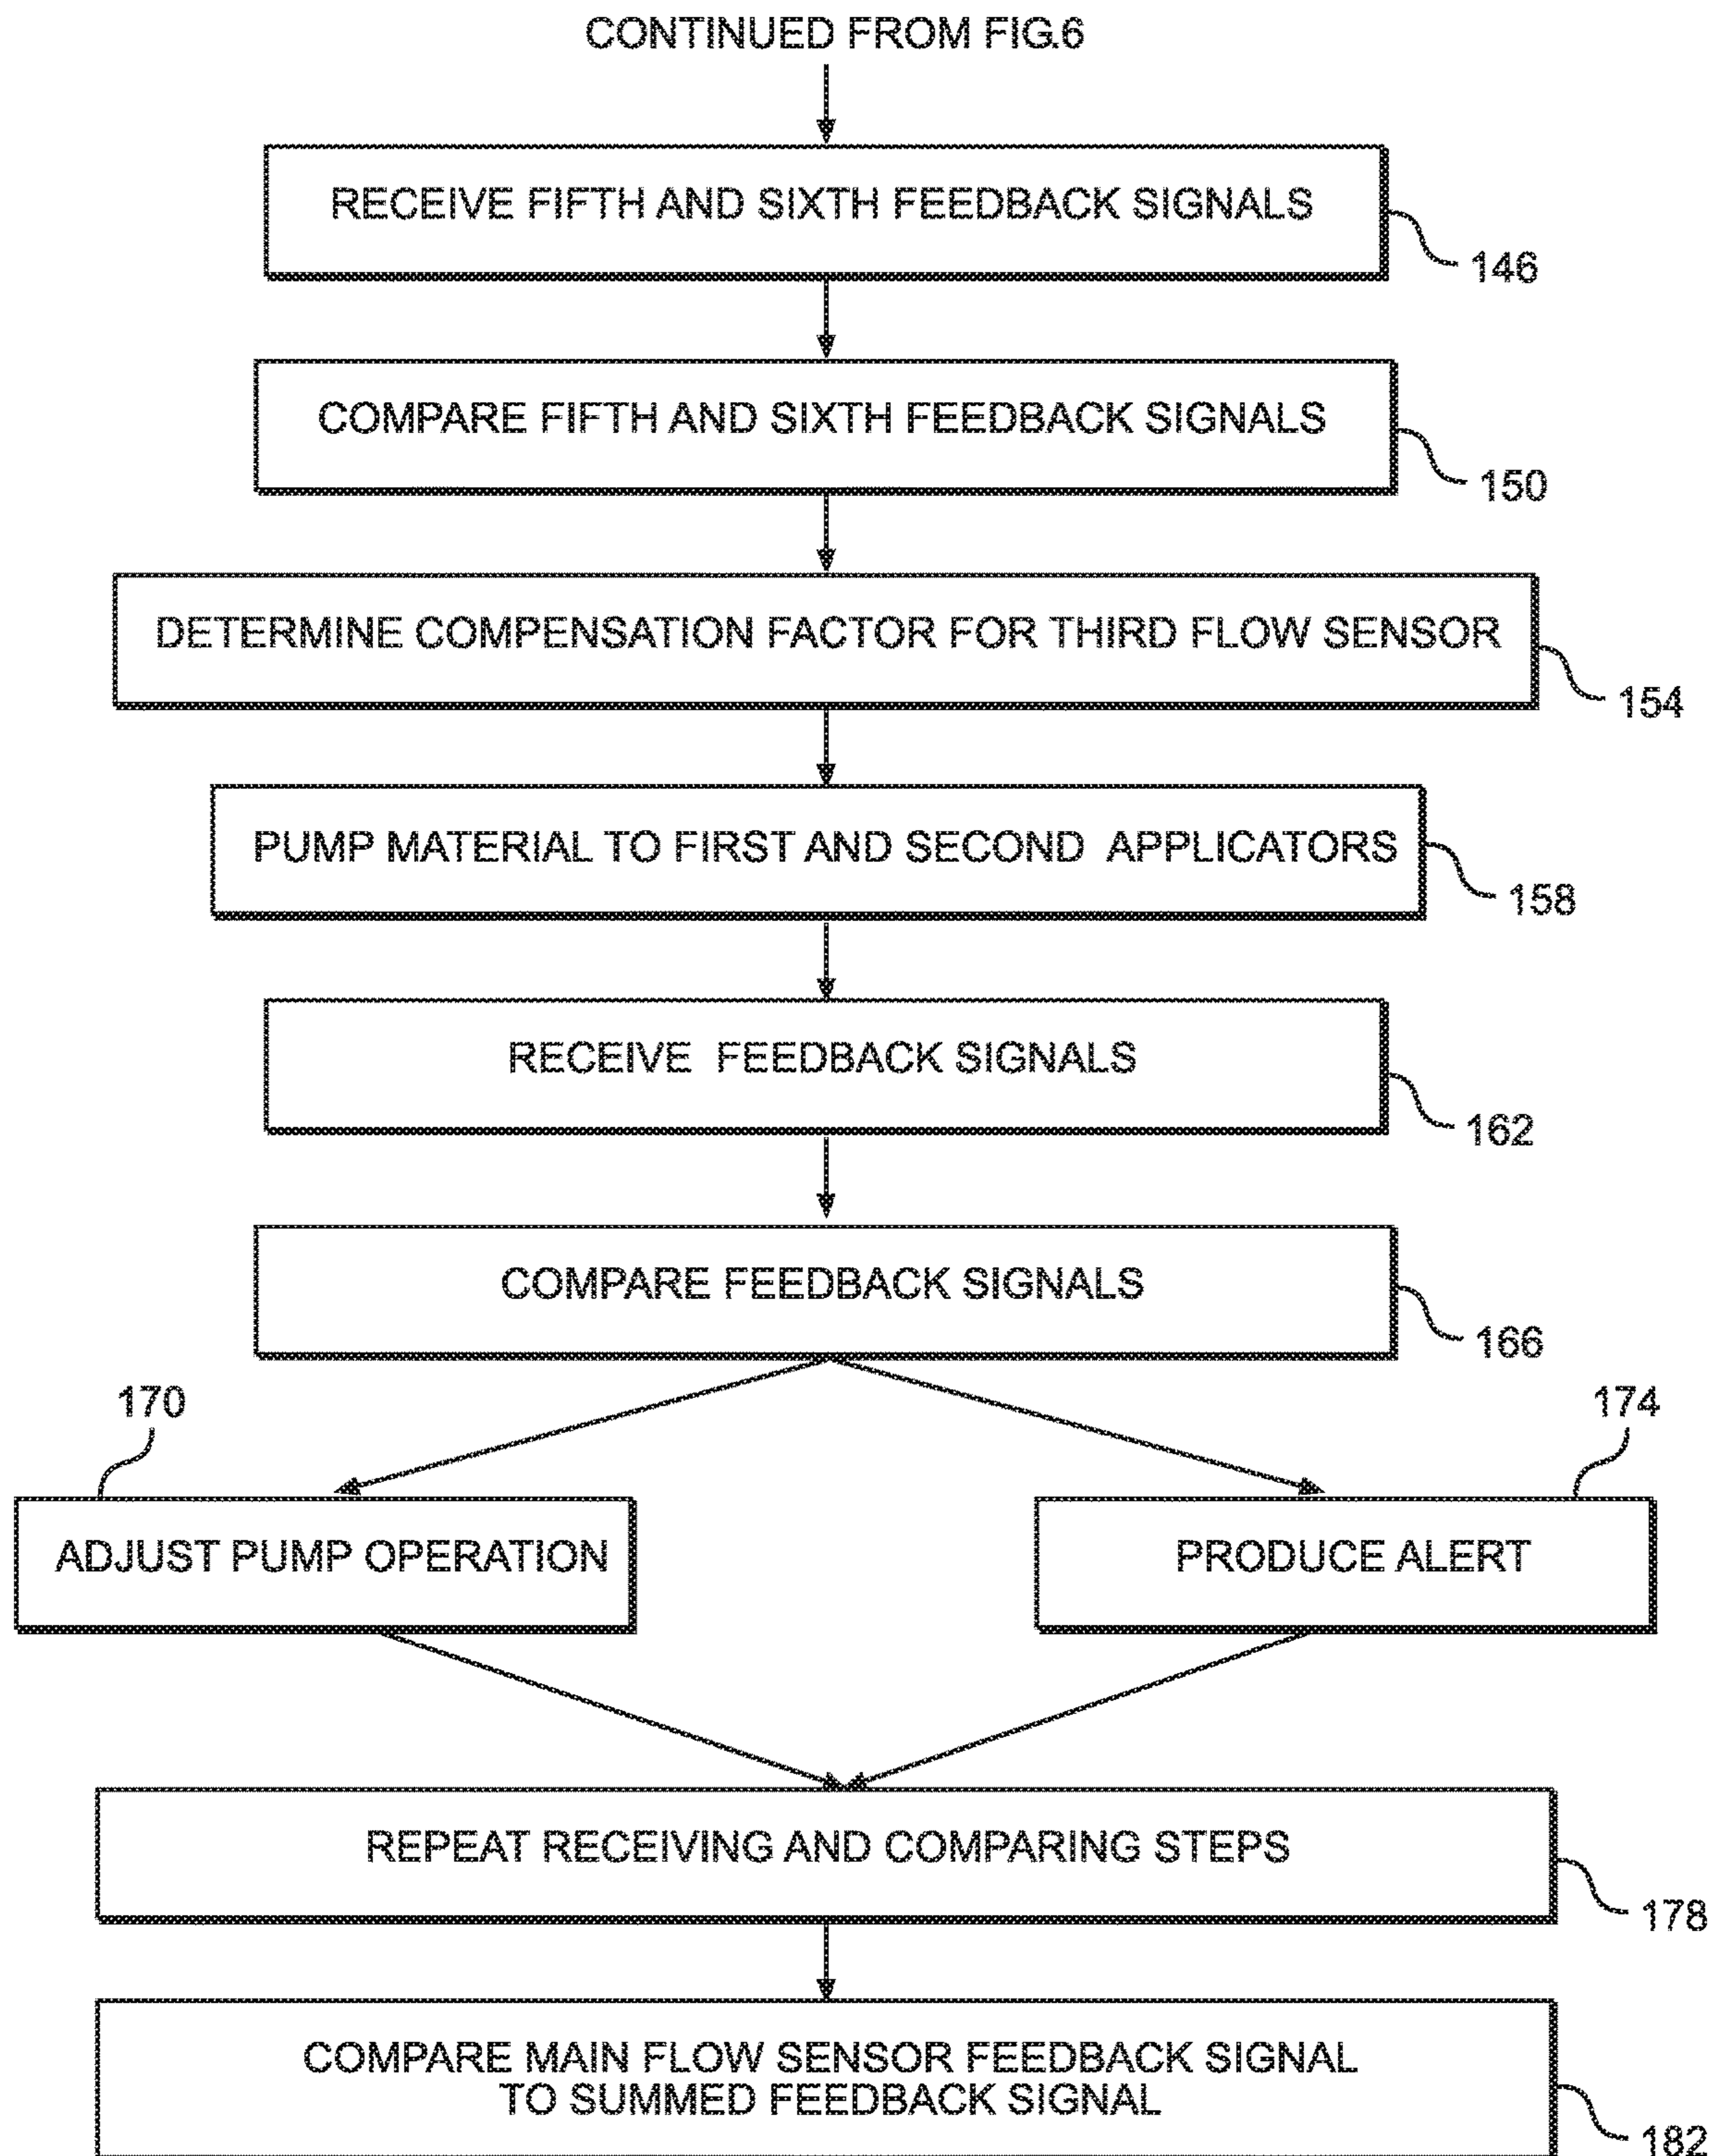 CONTINUED FROM FIG.6
RECEIVE FIFTH AND SIXTH FEEDBACK SIGNALS
146
COMPARE FIFTH AND SIXTH FEEDBACK SIGNALS
150
DETERMINE COMPENSATION FACTOR FOR THIRD FLOW SENSOR
154
PUMP MATERIAL TO FIRST AND SECOND APPLICATORS
158
RECEIVE FEEDBACK SIGNALS
162
COMPARE FEEDBACK SIGNALS
166
170
174
ADJUST PUMP OPERATION
PRODUCE ALERT
REPEAT RECEIVING AND COMPARING STEPS
178
COMPARE MAIN FLOW SENSOR FEEDBACK SIGNAL
TO SUMMED FEEDBACK SIGNAL
182